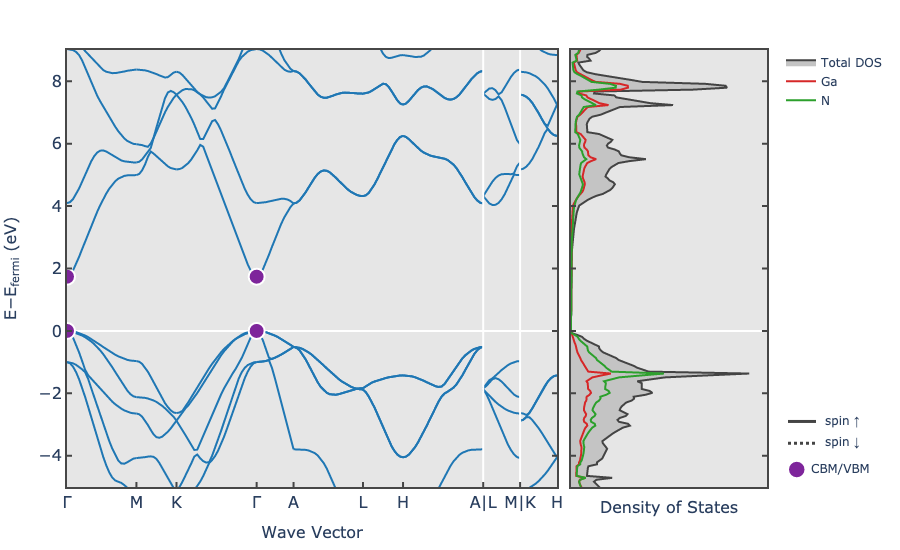 8
6
4
2
0
−2
−4
E−Efermi (eV)
Γ M K Γ A L H A|L M|K H
Wave Vector
Density of States
Total DOS
Ga
N
spin ↑
spin ↓
CBM/VBM